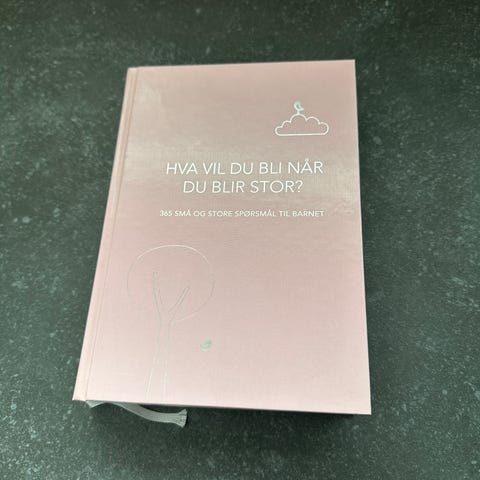 HVA VIL DU BLI NÅR
DU BLIR STOR?
365 SMÅ OG STORE SPØRSMÅL TIL BARNET